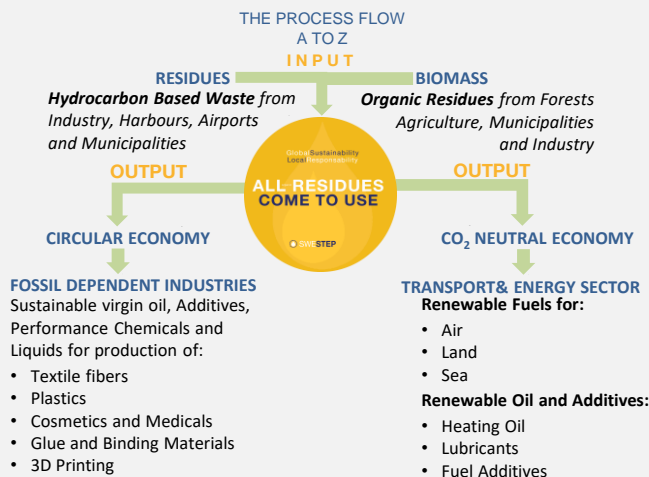 THE PROCESS FLOW
A TO Z
INPUT
RESIDUES
Hydrocarbon Based Waste from
Industry, Harbours, Airports
and Municipalities
BIOMASS
Organic Residues from Forests
Agriculture, Municipalities
and Industry
Global Sustainability
Local Responsability
ALL RESIDUES
COME TO USE
SWESTEP
OUTPUT
CIRCULAR ECONOMY
FOSSIL DEPENDENT INDUSTRIES
Sustainable virgin oil, Additives,
Performance Chemicals and
Liquids for production of:
• Textile fibers
• Plastics
• Cosmetics and Medicals
• Glue and Binding Materials
• 3D Printing
OUTPUT
CO₂ NEUTRAL ECONOMY
TRANSPORT& ENERGY SECTOR
Renewable Fuels for:
• Air
• Land
• Sea
Renewable Oil and Additives:
• Heating Oil
• Lubricants
• Fuel Additives